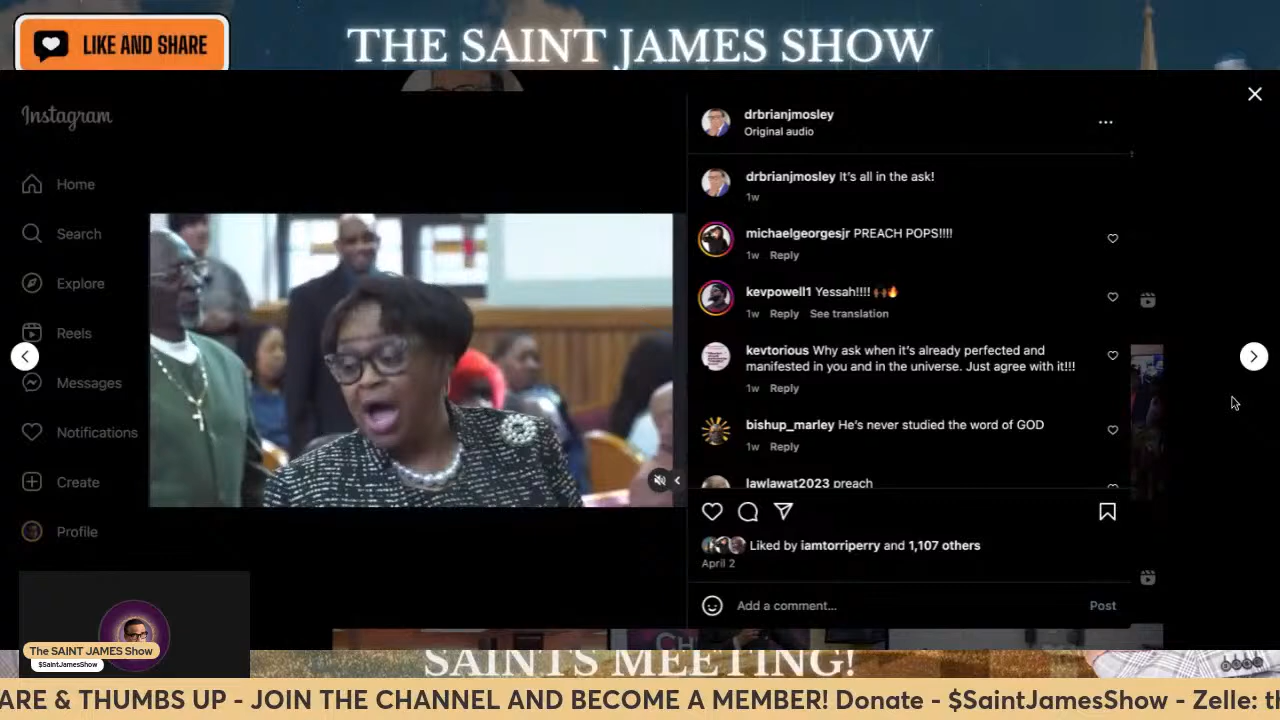 LIKE AND SHARE
THE SAINT JAMES SHOW
Instagram
Home
Search
Explore
Reels
Messages
Notifications
Create
Profile
drbrianjmosley
Original audio
drbrianjmosley It's all in the ask!
1w
michaelgeorgesjr PREACH POPS!!!!
1w Reply
kevpowell1 Yessah!!!! 🙌🏾🔥
1w Reply See translation
kevtorious Why ask when it's already perfected and
manifested in you and in the universe. Just agree with it!!!
1w Reply
bishup_marley He's never studied the word of GOD
1w Reply
lawlawat2023 preach
Liked by iamtorriperry and 1,107 others
April 2
Add a comment...
Post
The SAINT JAMES Show
$SaintJamesShow
CH
SAINTS MEETING!
ARE & THUMBS UP - JOIN THE CHANNEL AND BECOME A MEMBER! Donate - $SaintJamesShow - Zelle: th